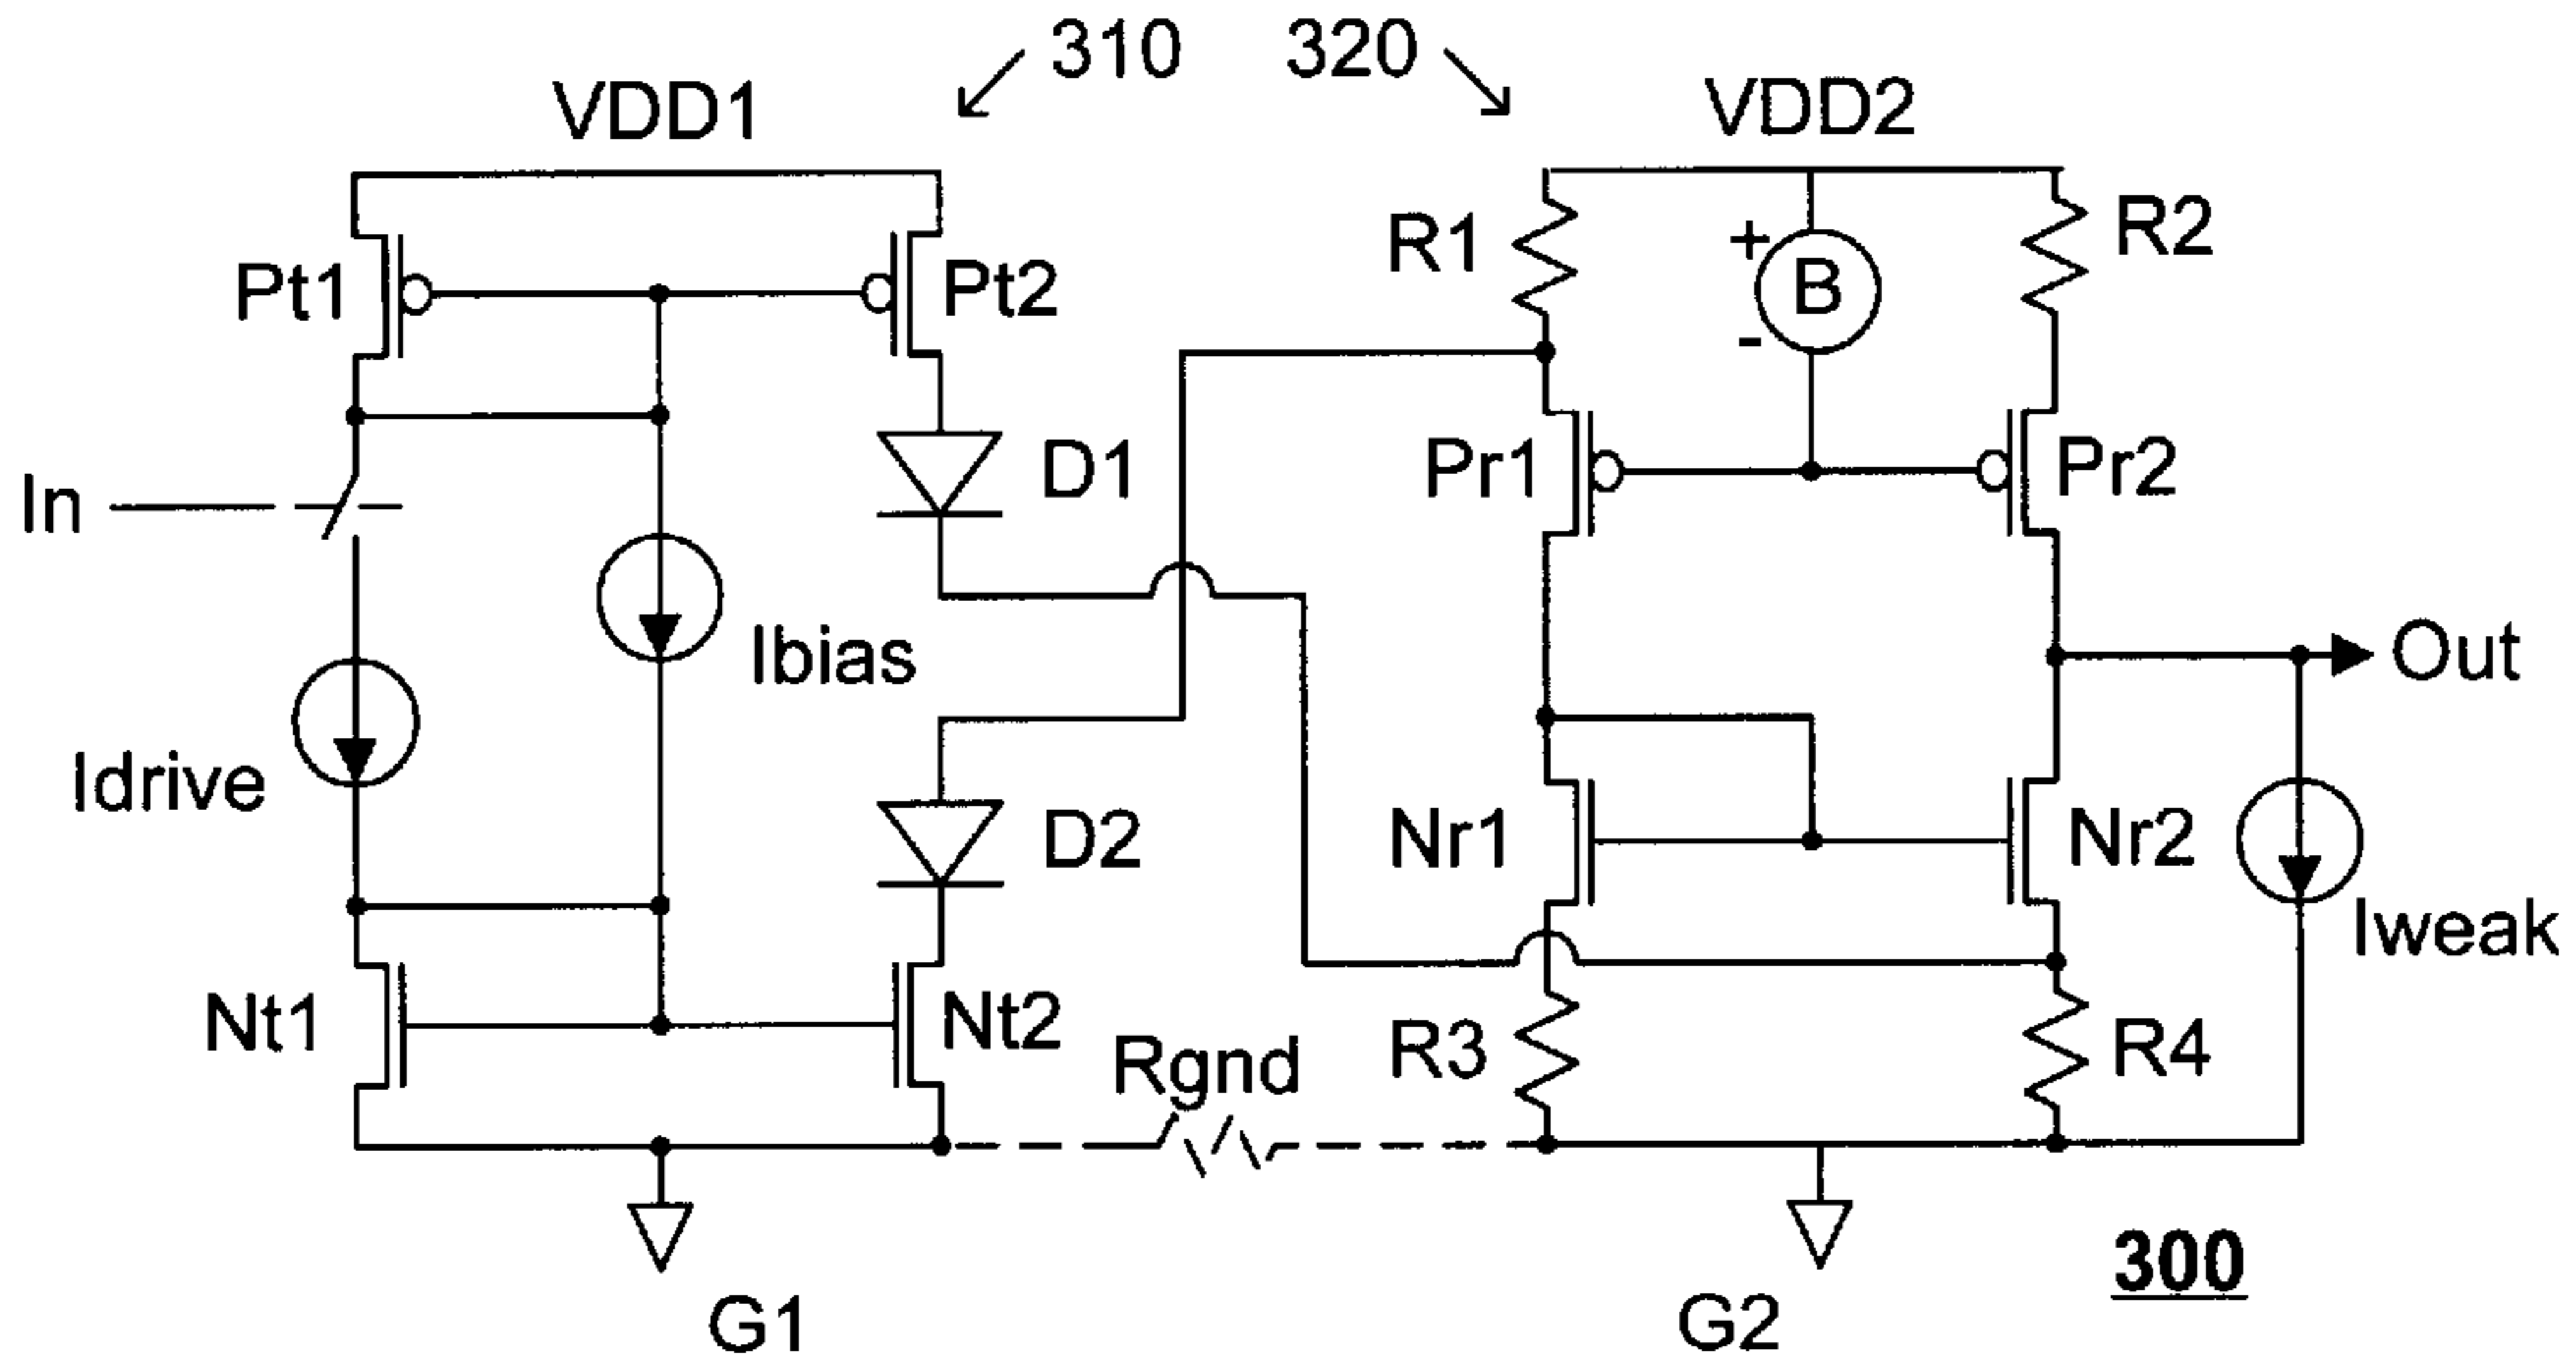 310
320
VDD1
VDD2
R1
R2
+
B
-
Pt1
Pt2
D1
Pr1
Pr2
In
Ibias
Out
Idrive
D2
Nr1
Nr2
Iweak
Nt1
Nt2
Rgnd
R3
R4
G1
G2
300